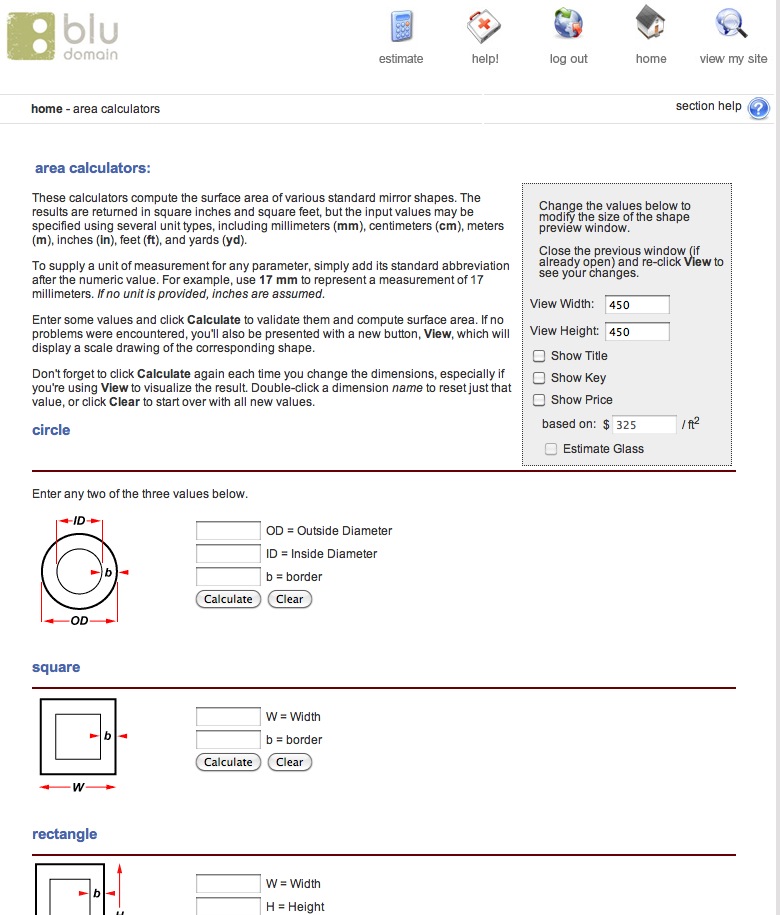 blu
domain
estimate
help!
log out
home
view my site
home - area calculators
section help
?
area calculators:
These calculators compute the surface area of various standard mirror shapes. The
results are returned in square inches and square feet, but the input values may be
specified using several unit types, including millimeters (mm), centimeters (cm), meters
(m), inches (in), feet (ft), and yards (yd).
To supply a unit of measurement for any parameter, simply add its standard abbreviation
after the numeric value. For example, use 17 mm to represent a measurement of 17
millimeters. If no unit is provided, inches are assumed.
Enter some values and click Calculate to validate them and compute surface area. If no
problems were encountered, you'll also be presented with a new button, View, which will
display a scale drawing of the corresponding shape.
Don't forget to click Calculate again each time you change the dimensions, especially if
you're using View to visualize the result. Double-click a dimension name to reset just that
value, or click Clear to start over with all new values.
Change the values below to
modify the size of the shape
preview window.
Close the previous window (if
already open) and re-click View to
see your changes.
View Width: 450
View Height: 450
Show Title
Show Key
Show Price
based on: $ 325 / ft2
Estimate Glass
circle
Enter any two of the three values below.
ID
b
OD
OD = Outside Diameter
ID = Inside Diameter
b = border
Calculate Clear
square
b
W
W = Width
b = border
Calculate Clear
rectangle
b
W = Width
H = Height